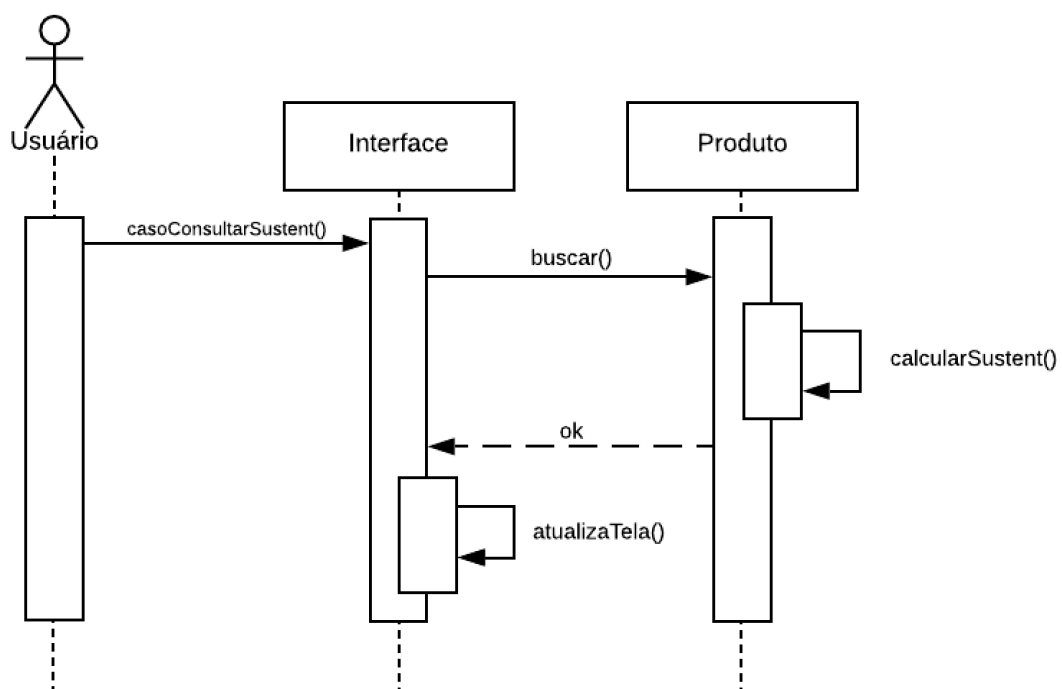 Usuário
Interface
Produto
casoConsultarSustent()
buscar()
calcularSustent()
ok
atualizaTela()